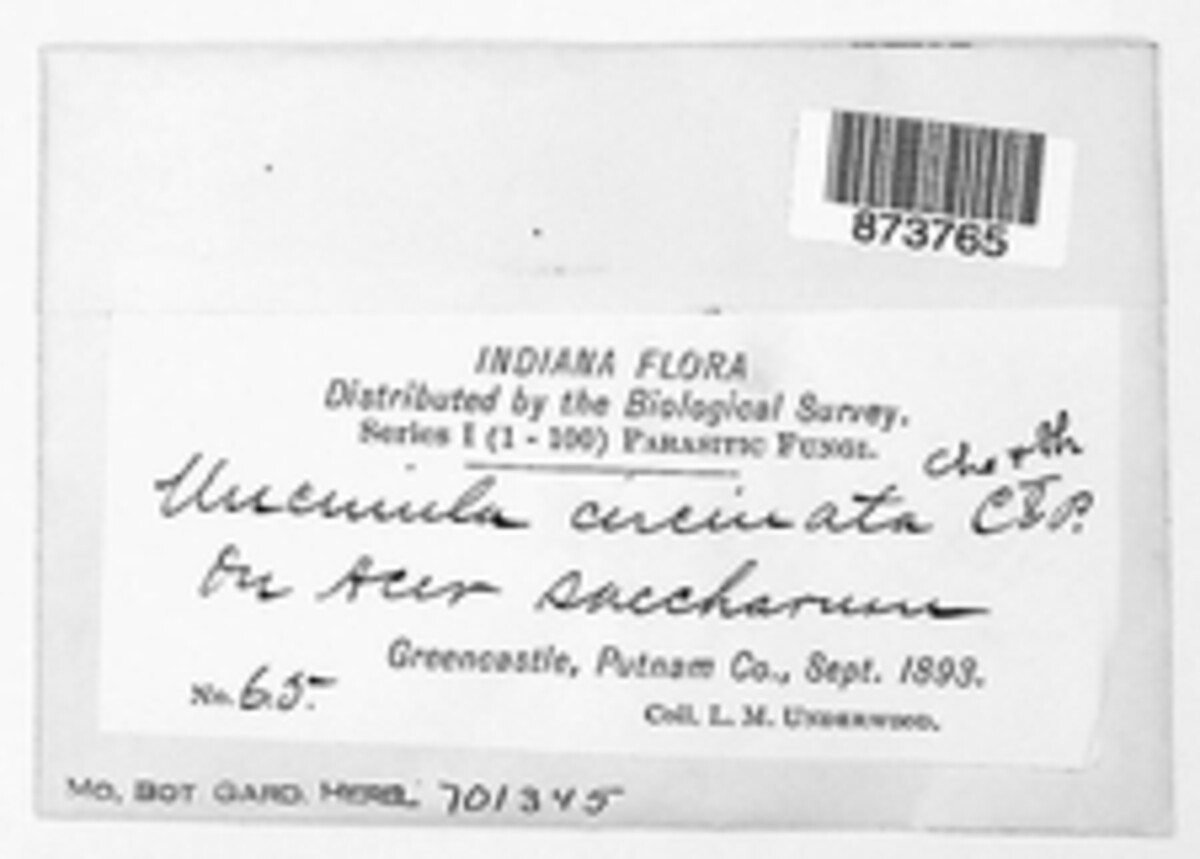 873765
INDIANA FLORA
Distributed by the Biological Survey.
Series I (1 - 100) PARASITIC FUNGI.
Uncinula circinata C & P.
On Acer saccharum
Greencastle, Putnam Co., Sept. 1893.
No. 65.
Coll. L. M. UNDERWOOD.
MO. BOT GARD. HERB. 701345